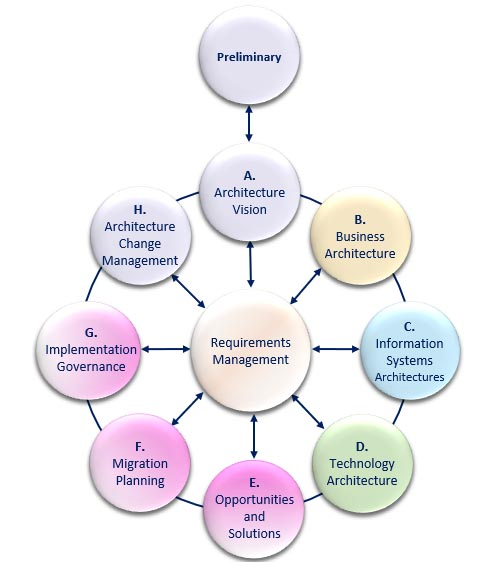 Preliminary
A.
Architecture
Vision
B.
Business
Architecture
C.
Information
Systems
Architectures
D.
Technology
Architecture
E.
Opportunities
and
Solutions
F.
Migration
Planning
G.
Implementation
Governance
H.
Architecture
Change
Management
Requirements
Management